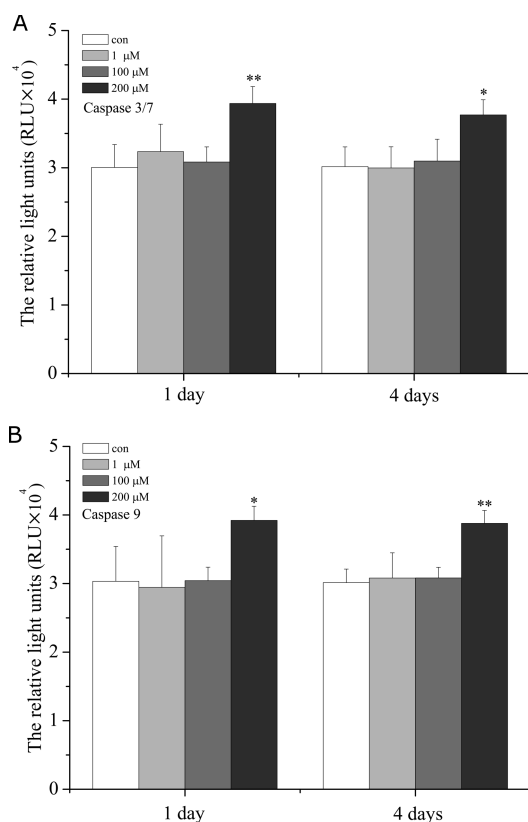 A
The relative light units (RLU×10⁴)
5
4
3
2
1
0
con
1 μM
100 μM
200 μM
Caspase 3/7
**
*
1 day
4 days
B
The relative light units (RLU×10⁴)
5
4
3
2
1
0
con
1 μM
100 μM
200 μM
Caspase 9
*
**
1 day
4 days